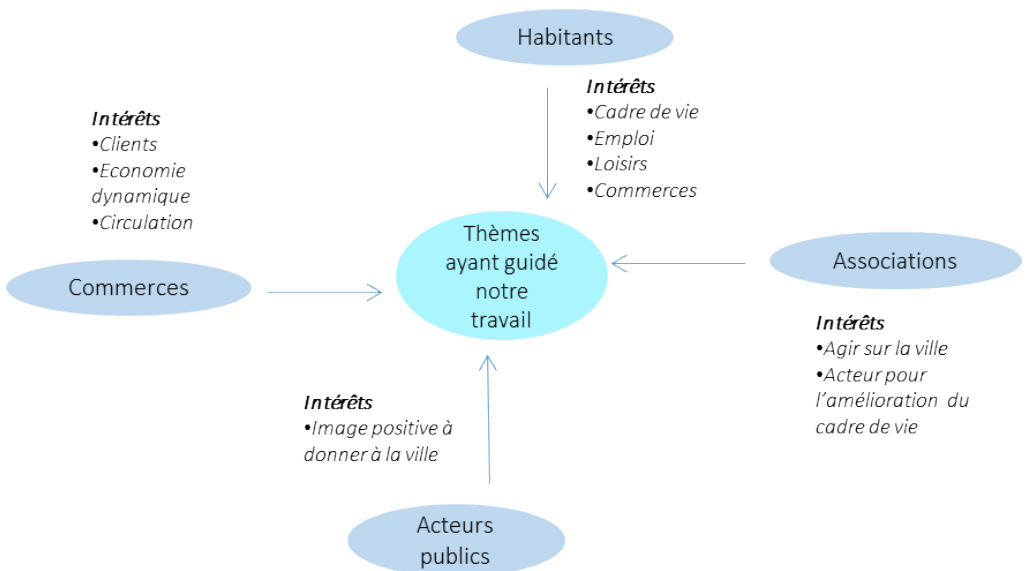 Habitants
Intérêts
•Cadre de vie
•Emploi
•Loisirs
•Commerces
Intérêts
•Clients
•Economie
dynamique
•Circulation
Commerces
Thèmes
ayant guidé
notre
travail
Associations
Intérêts
•Agir sur la ville
•Acteur pour
l’amélioration du
cadre de vie
Intérêts
•Image positive à
donner à la ville
Acteurs
publics